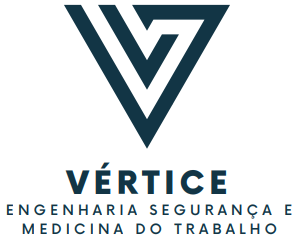 VÉRTICE
ENGENHARIA SEGURANÇA E
MEDICINA DO TRABALHO